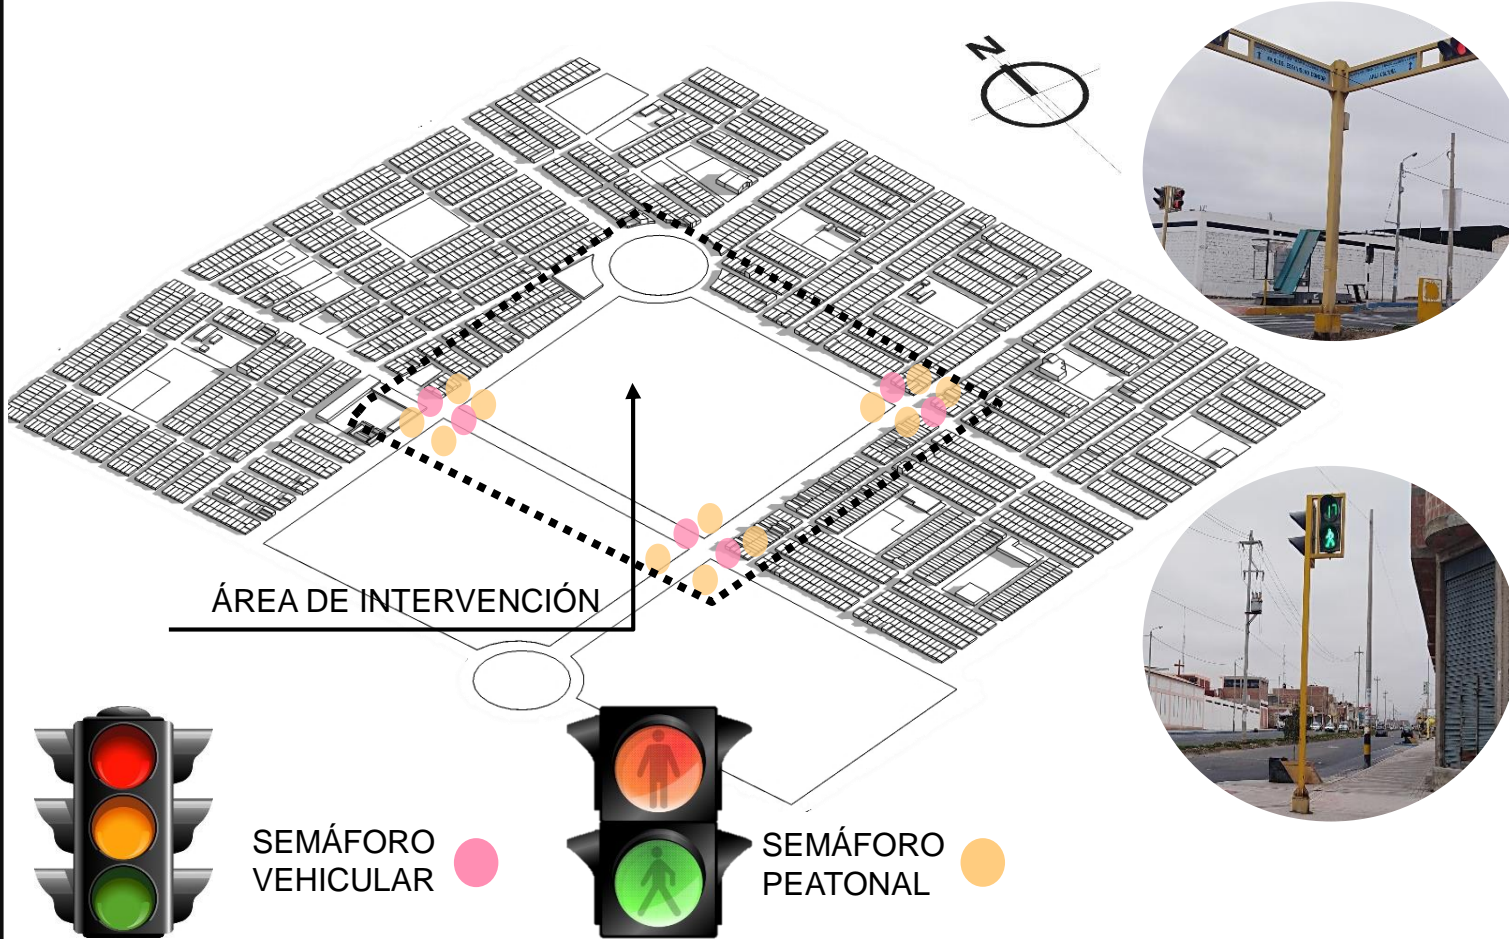 N
ÁREA DE INTERVENCIÓN
SEMÁFORO
VEHICULAR
SEMÁFORO
PEATONAL